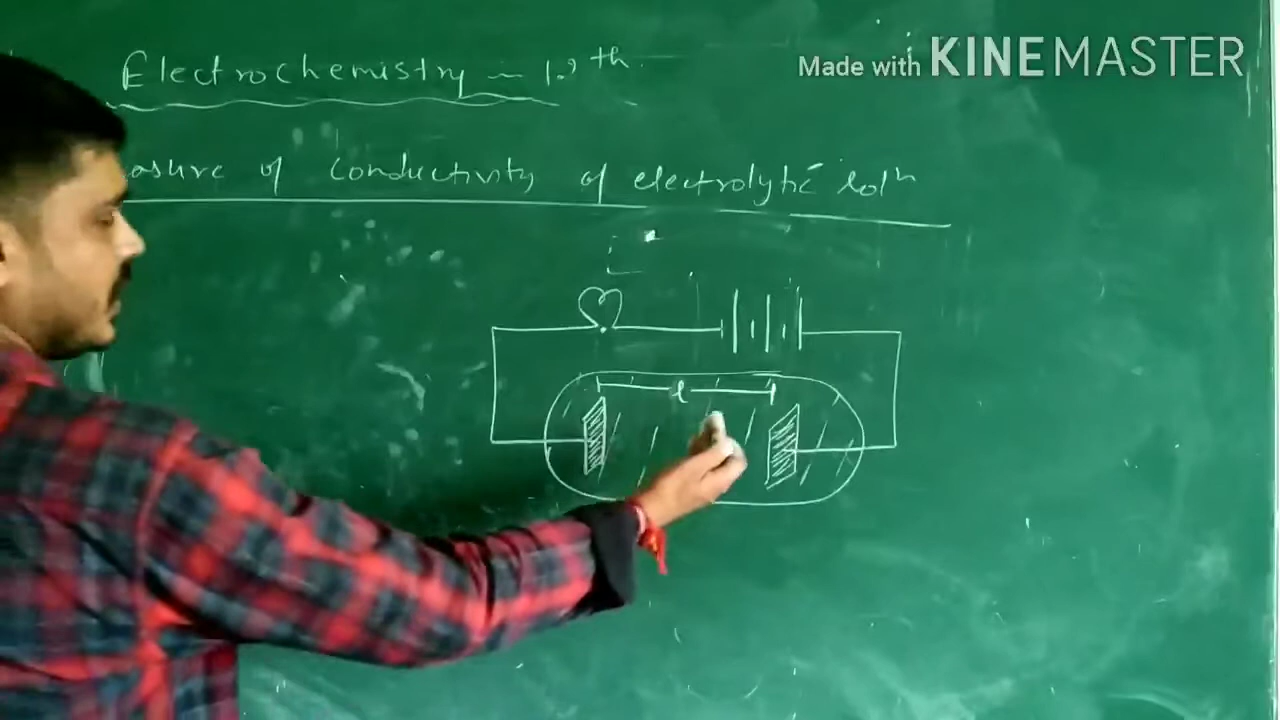 Made with KINEMASTER
Electrochemistry - 12th
asure of conductivity of electrolytic soln
l